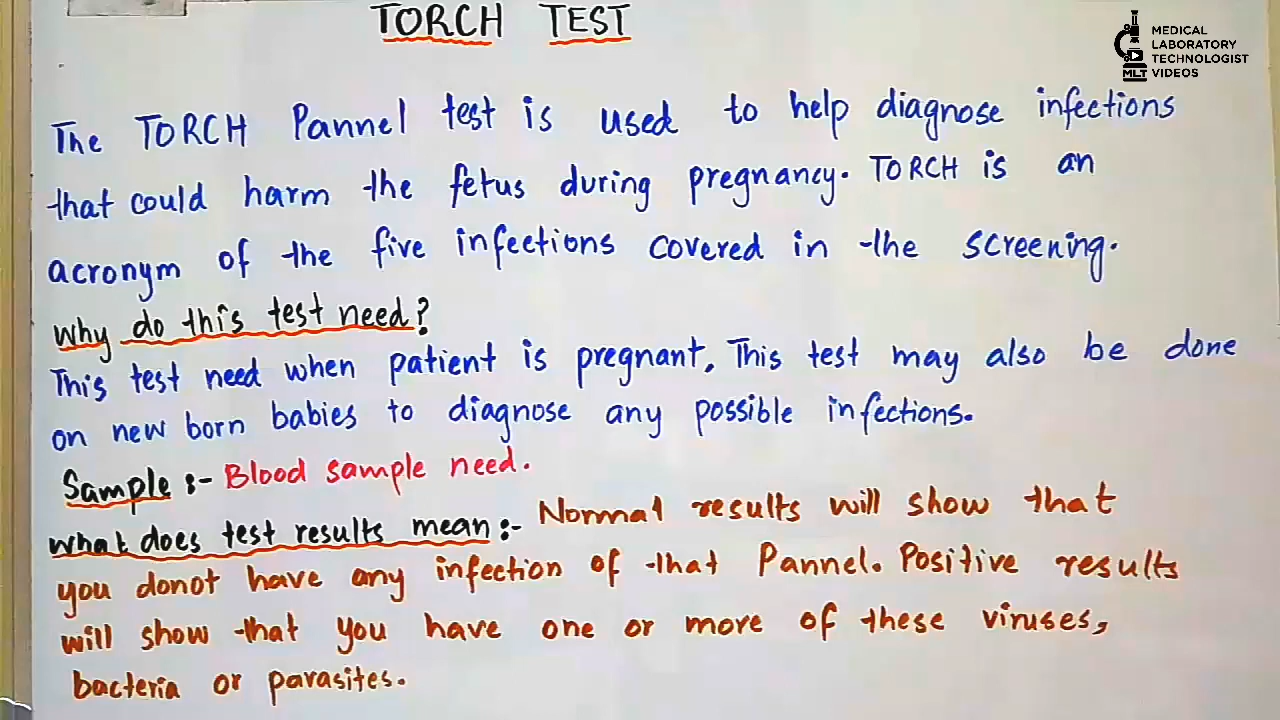 TORCH TEST
MEDICAL
LABORATORY
TECHNOLOGIST
VIDEOS
MLT
The TORCH Pannel test is used to help diagnose infections
that could harm the fetus during pregnancy. TORCH is an
acronym of the five infections covered in the screening.
Why do this test need?
This test need when patient is pregnant. This test may also be done
on new born babies to diagnose any possible infections.
Sample :- Blood sample need.
What does test results mean :- Normal results will show that
you donot have any infection of that Pannel. Positive results
will show that you have one or more of these viruses,
bacteria or parasites.